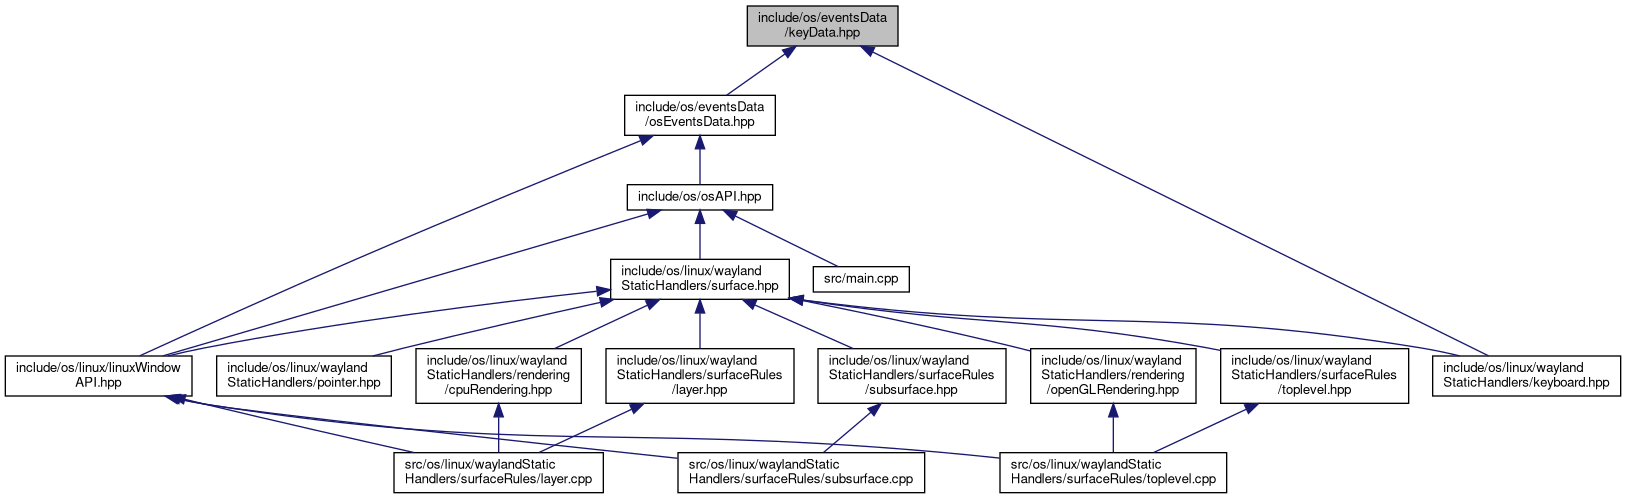 include/os/eventsData
/keyData.hpp
include/os/eventsData
/osEventsData.hpp
include/os/osAPI.hpp
include/os/linux/wayland
StaticHandlers/surface.hpp
src/main.cpp
include/os/linux/linuxWindow
API.hpp
include/os/linux/wayland
StaticHandlers/pointer.hpp
include/os/linux/wayland
StaticHandlers/rendering
/cpuRendering.hpp
include/os/linux/wayland
StaticHandlers/surfaceRules
/layer.hpp
include/os/linux/wayland
StaticHandlers/surfaceRules
/subsurface.hpp
include/os/linux/wayland
StaticHandlers/rendering
/openGLRendering.hpp
include/os/linux/wayland
StaticHandlers/surfaceRules
/toplevel.hpp
include/os/linux/wayland
StaticHandlers/keyboard.hpp
src/os/linux/waylandStatic
Handlers/surfaceRules/layer.cpp
src/os/linux/waylandStatic
Handlers/surfaceRules/subsurface.cpp
src/os/linux/waylandStatic
Handlers/surfaceRules/toplevel.cpp